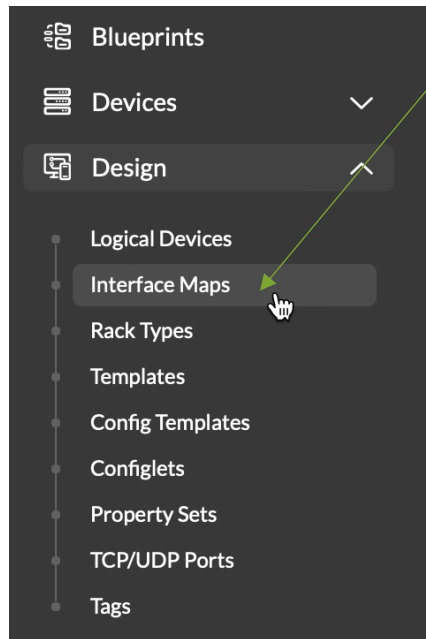 Blueprints
Devices
Design
Logical Devices
Interface Maps
Rack Types
Templates
Config Templates
Configlets
Property Sets
TCP/UDP Ports
Tags